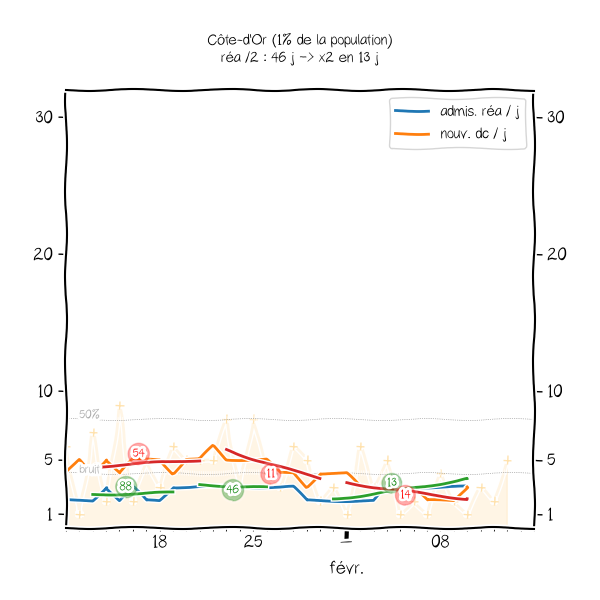 Côte-d'Or (1% de la population)
réa /2 : 46 j -> x2 en 13 j
admis. réa / j
nouv. dc / j
30 30
20 20
10 10
50%
5 5
bruit
54
11
88
46
13
14
1 1
18 25 — 08
févr.